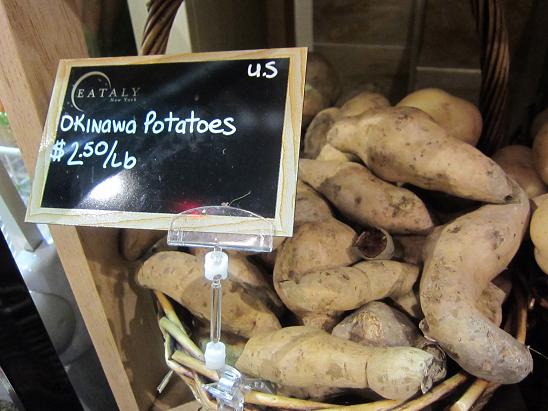 EATALY
New York
U.S
Okinawa Potatoes
$2.50/Lb